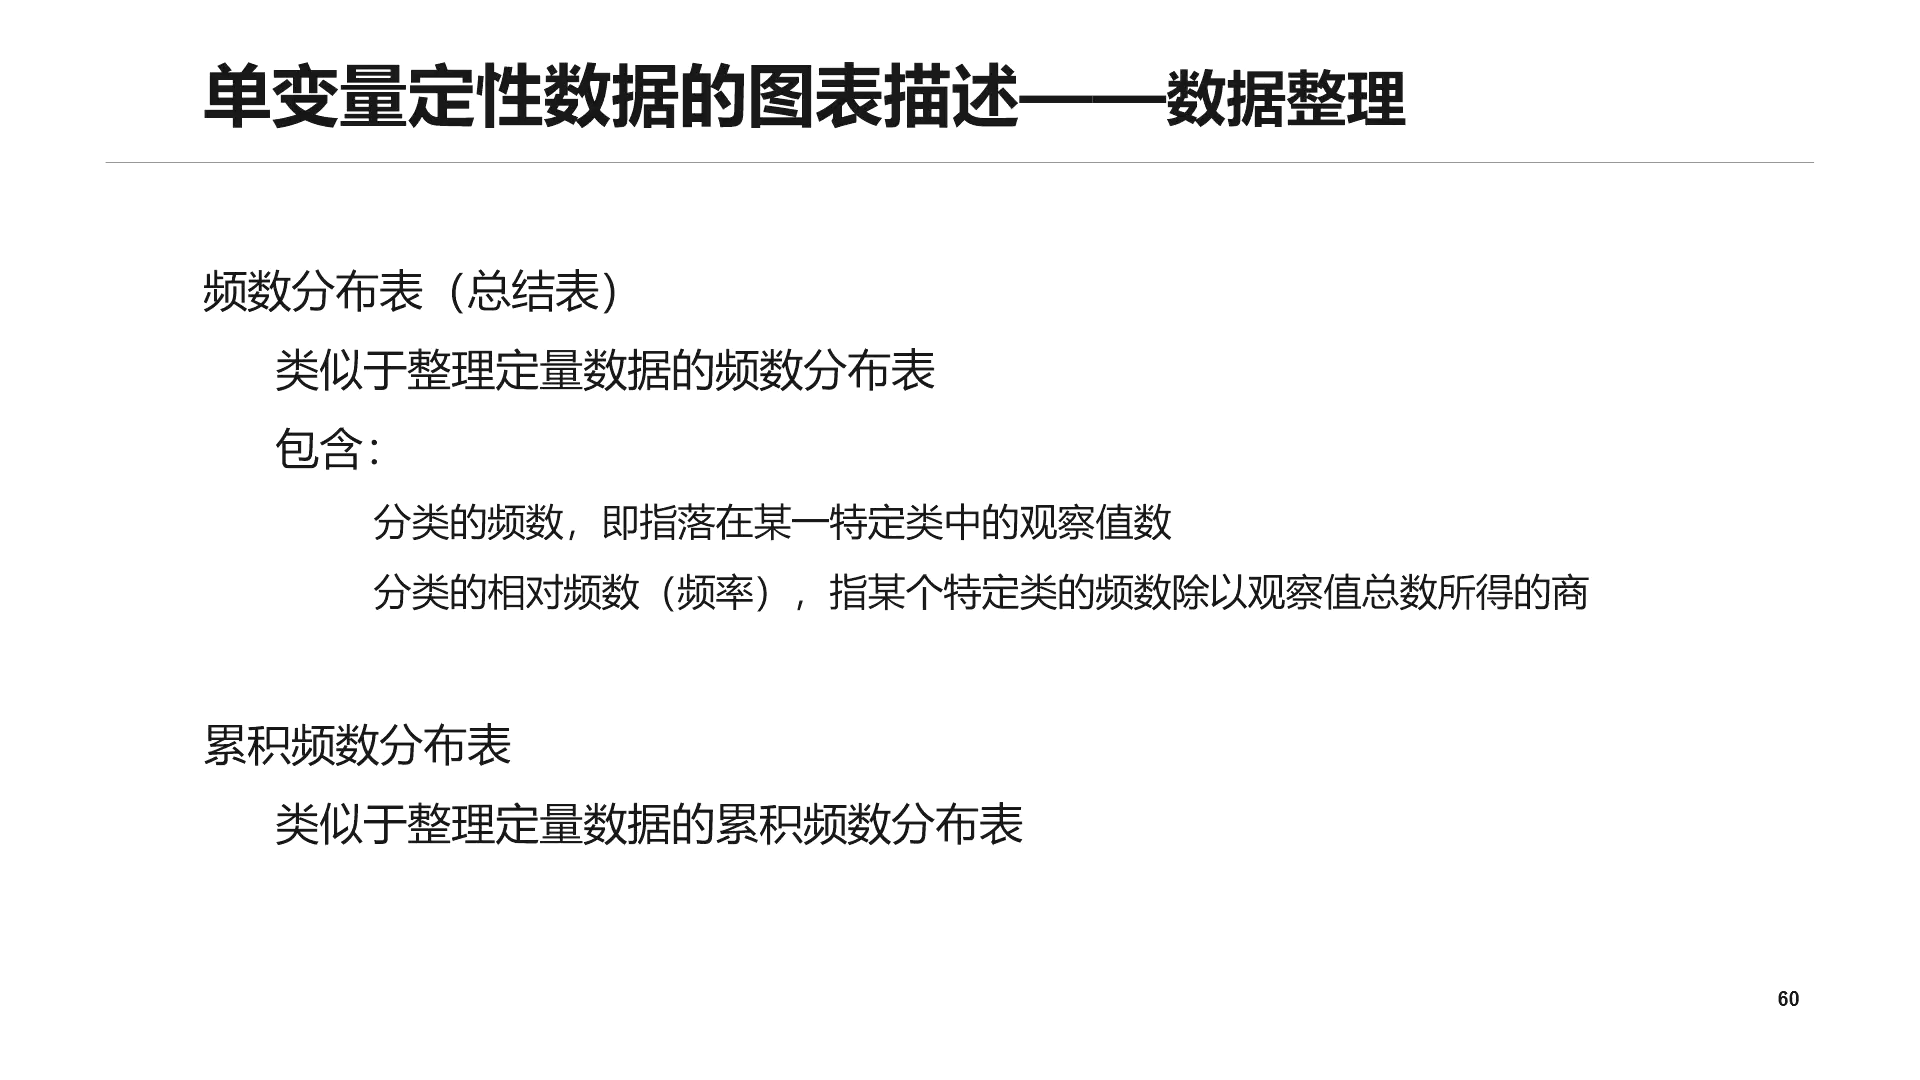 单变量定性数据的图表描述——数据整理
频数分布表（总结表）
类似于整理定量数据的频数分布表
包含：
分类的频数，即指落在某一特定类中的观察值数
分类的相对频数（频率），指某个特定类的频数除以观察值总数所得的商
累积频数分布表
类似于整理定量数据的累积频数分布表
60